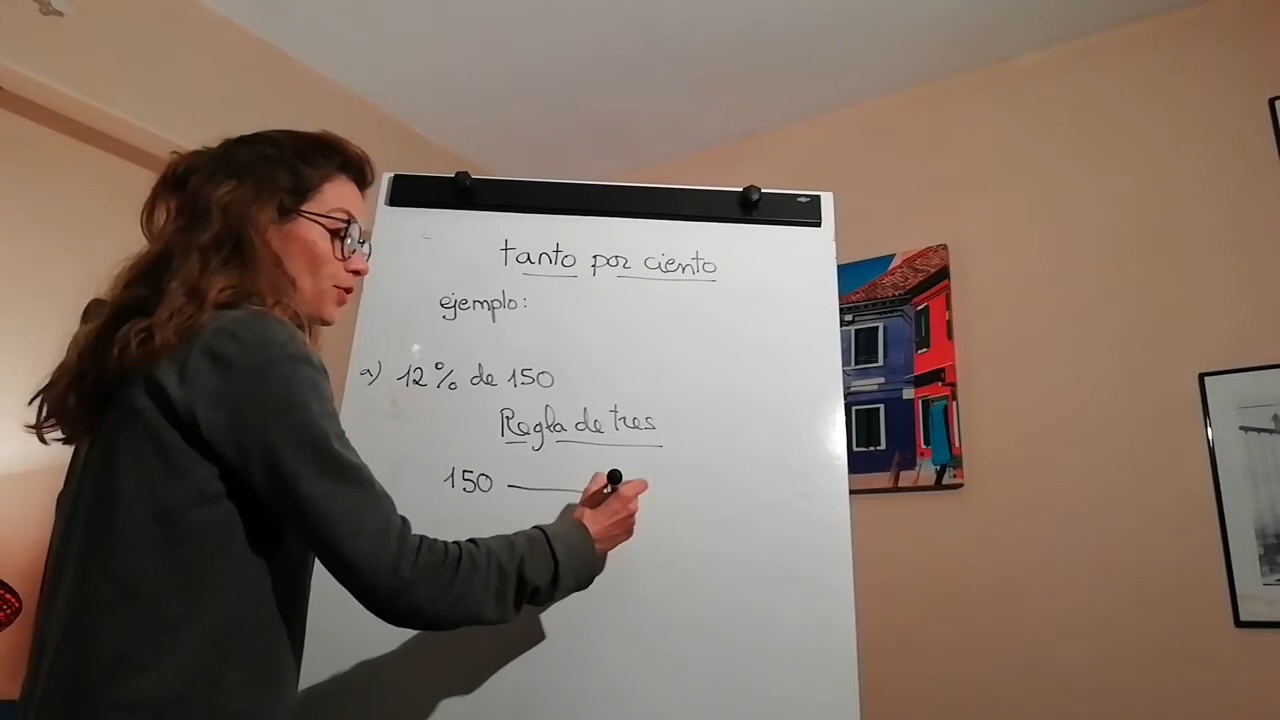 tanto por ciento
ejemplo:
a) 12% de 150
Regla de tres
150